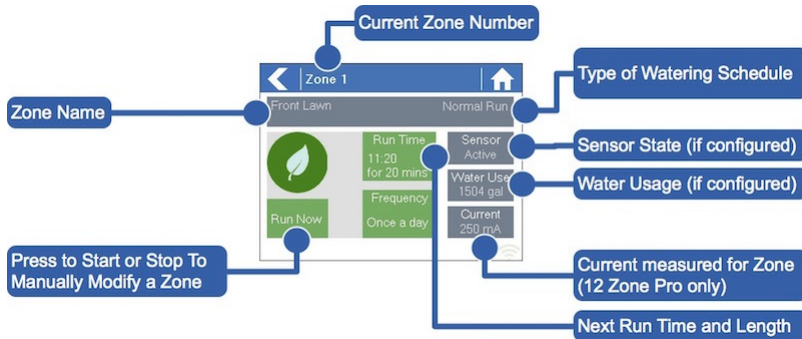 Current Zone Number
Zone 1
Type of Watering Schedule
Zone Name
Front Lawn
Normal Run
Run Time
11:20
for 20 mins
Sensor
Active
Sensor State (if configured)
Water Use
1504 gal
Water Usage (if configured)
Frequency
Once a day
Run Now
Current
250 mA
Press to Start or Stop To
Manually Modify a Zone
Current measured for Zone
(12 Zone Pro only)
Next Run Time and Length